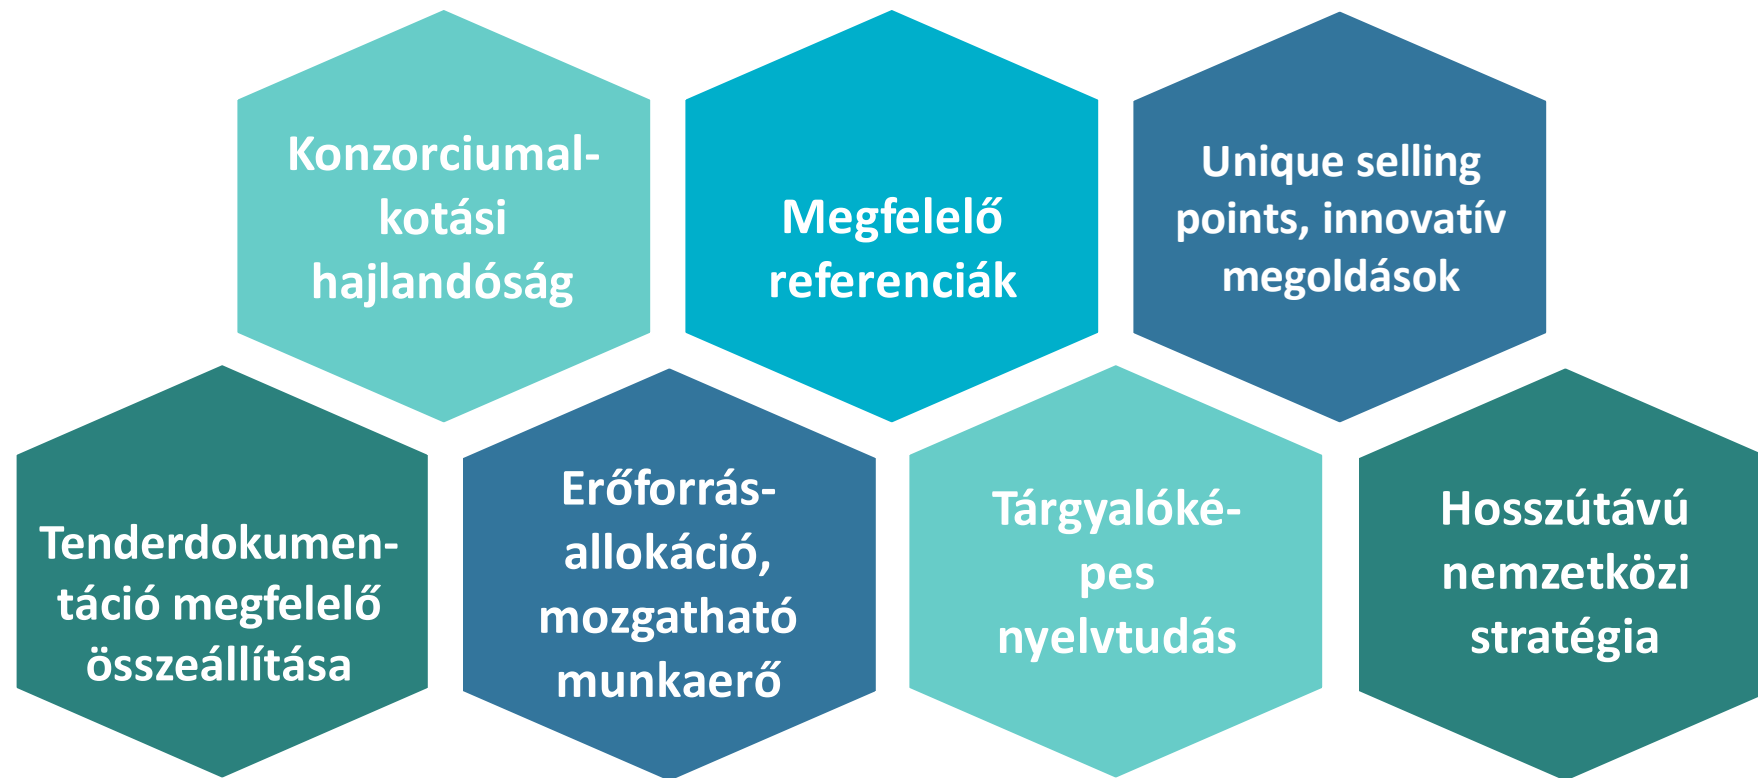 Konzorciumal-
kotási
hajlandóság
Megfelelő
referenciák
Unique selling
points, innovatív
megoldások
Tenderdokumen-
táció megfelelő
összeállítása
Erőforrás-
allokáció,
mozgatható
munkaerő
Tárgyalóké-
pes
nyelvtudás
Hosszútávú
nemzetközi
stratégia